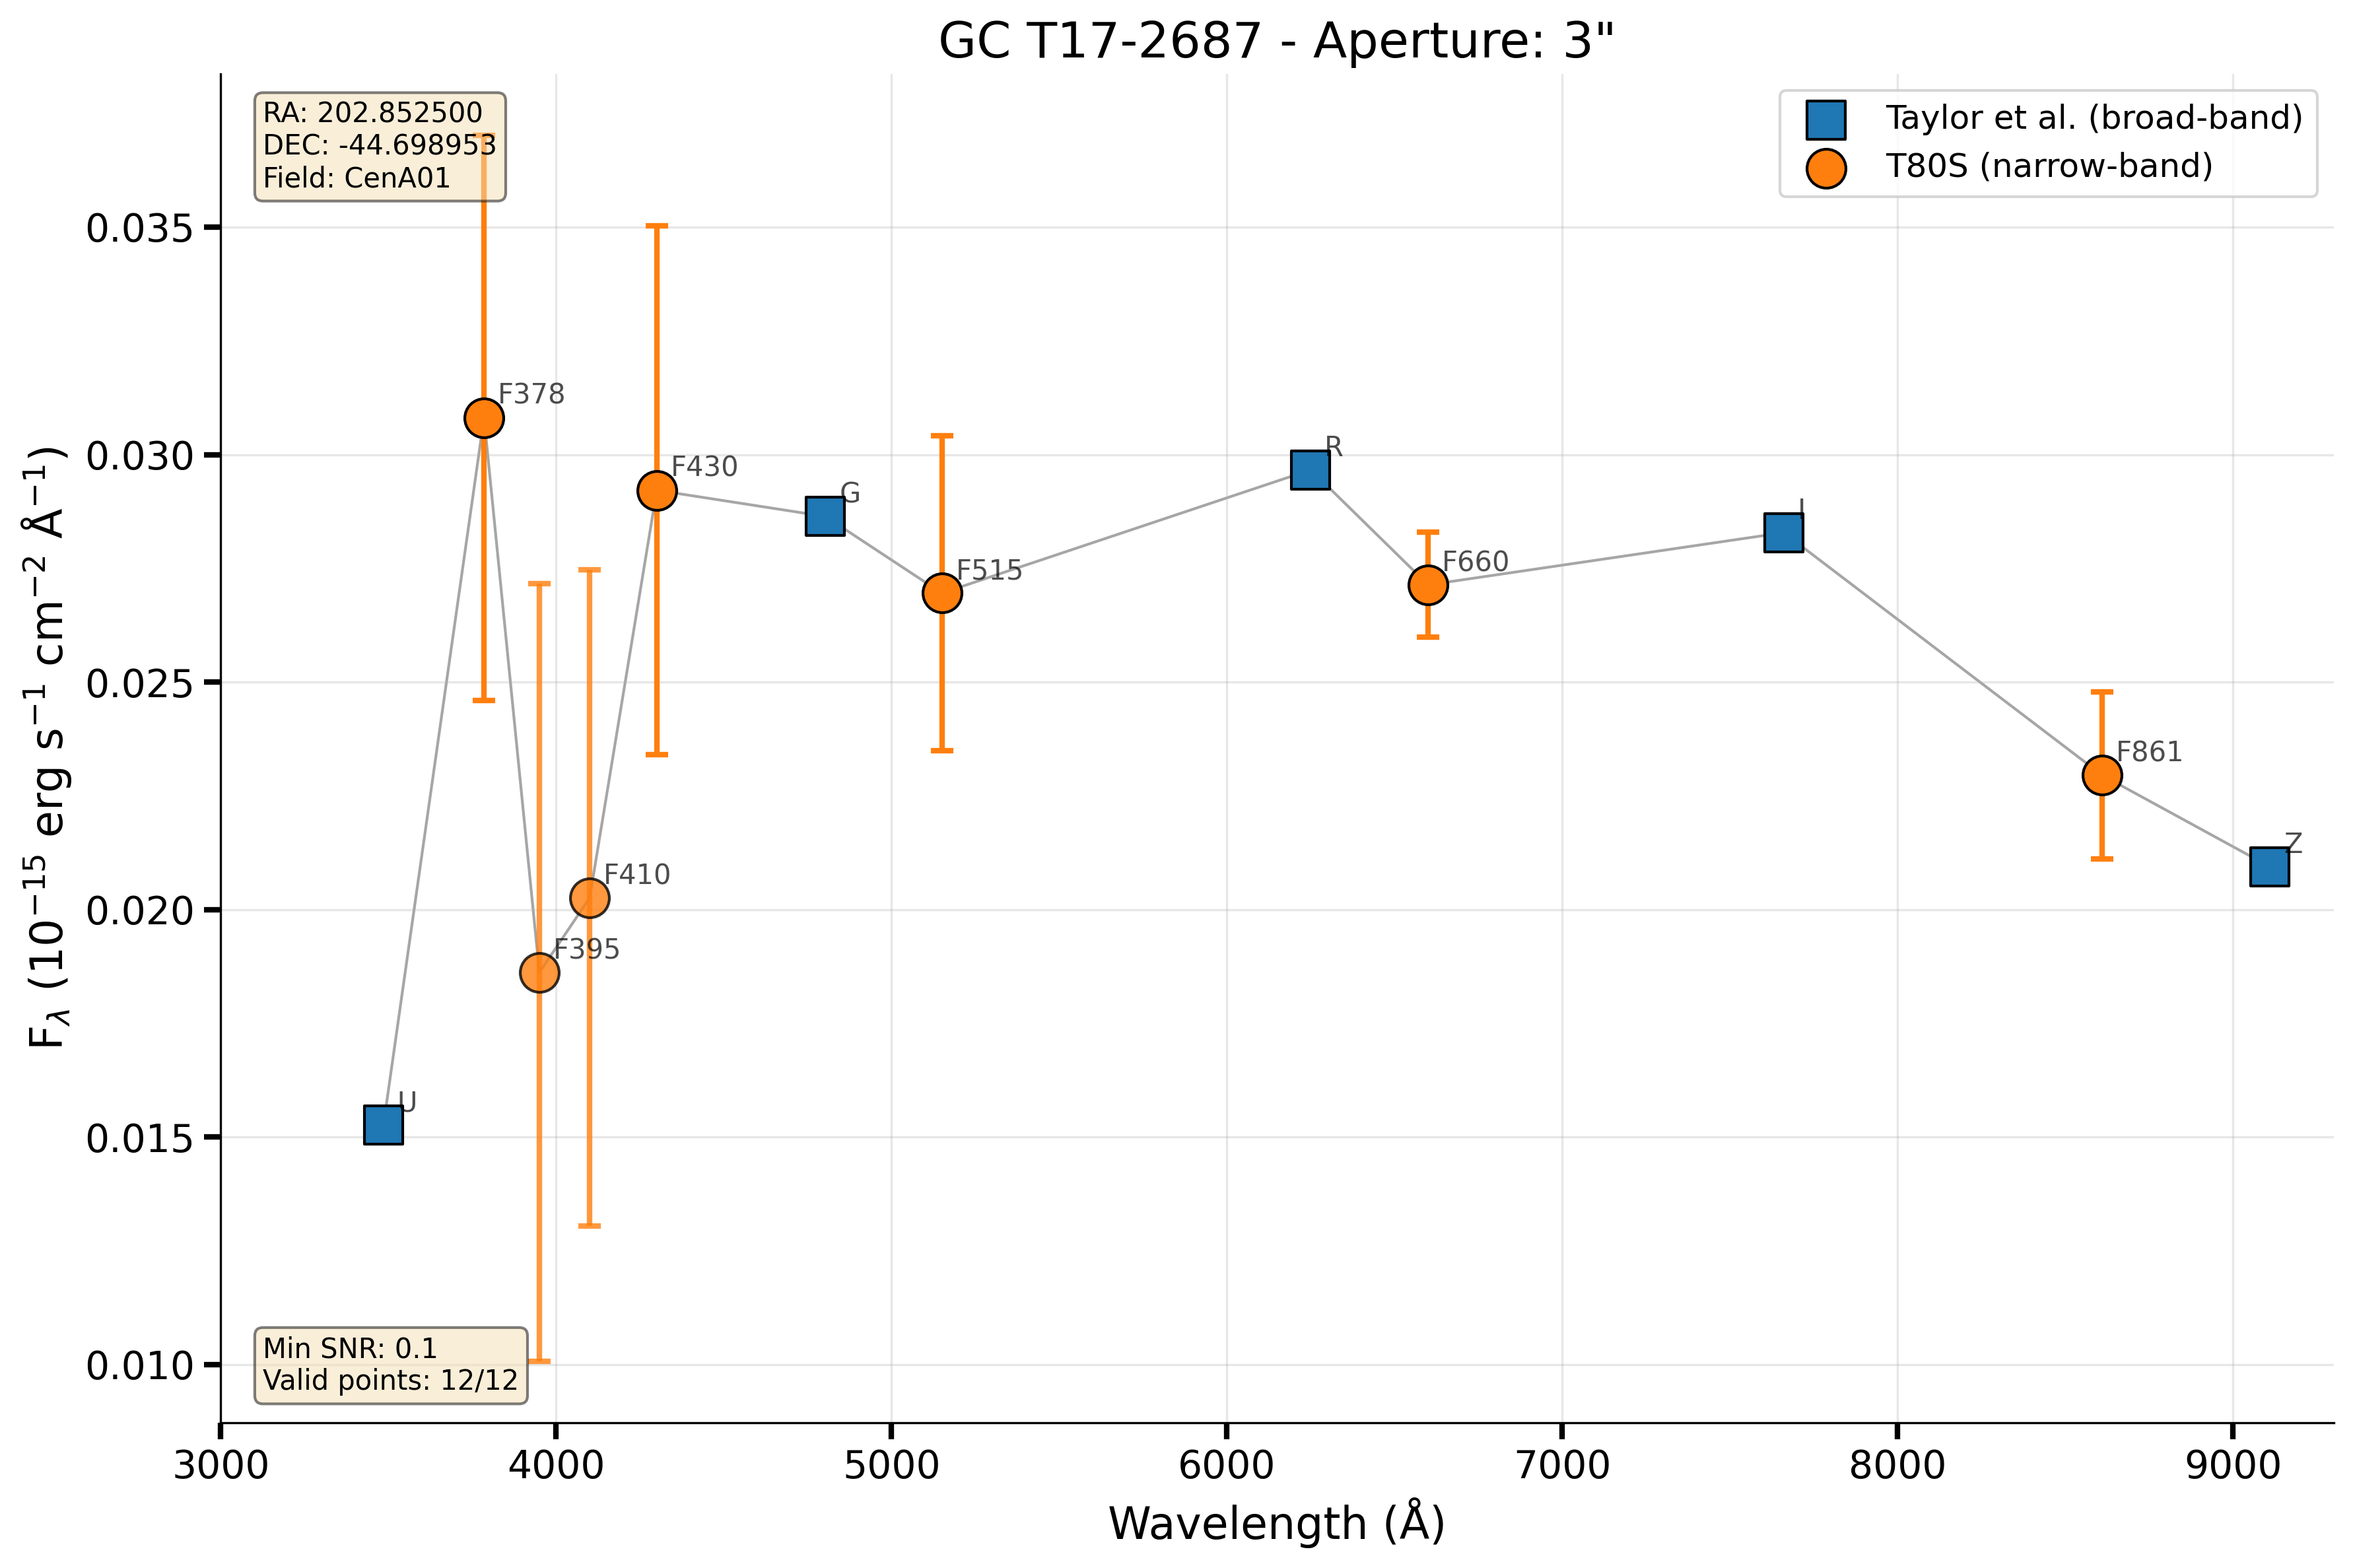 GC T17-2687 - Aperture: 3"
RA: 202.852500
DEC: -44.698953
Field: CenA01
Taylor et al. (broad-band)
T80S (narrow-band)
F378
F430
G
F515
R
F660
I
F861
Z
F410
F395
U
Min SNR: 0.1
Valid points: 12/12
0.035
0.030
0.025
0.020
0.015
0.010
F_λ (10⁻¹⁵ erg s⁻¹ cm⁻² Å⁻¹)
3000 4000 5000 6000 7000 8000 9000
Wavelength (Å)